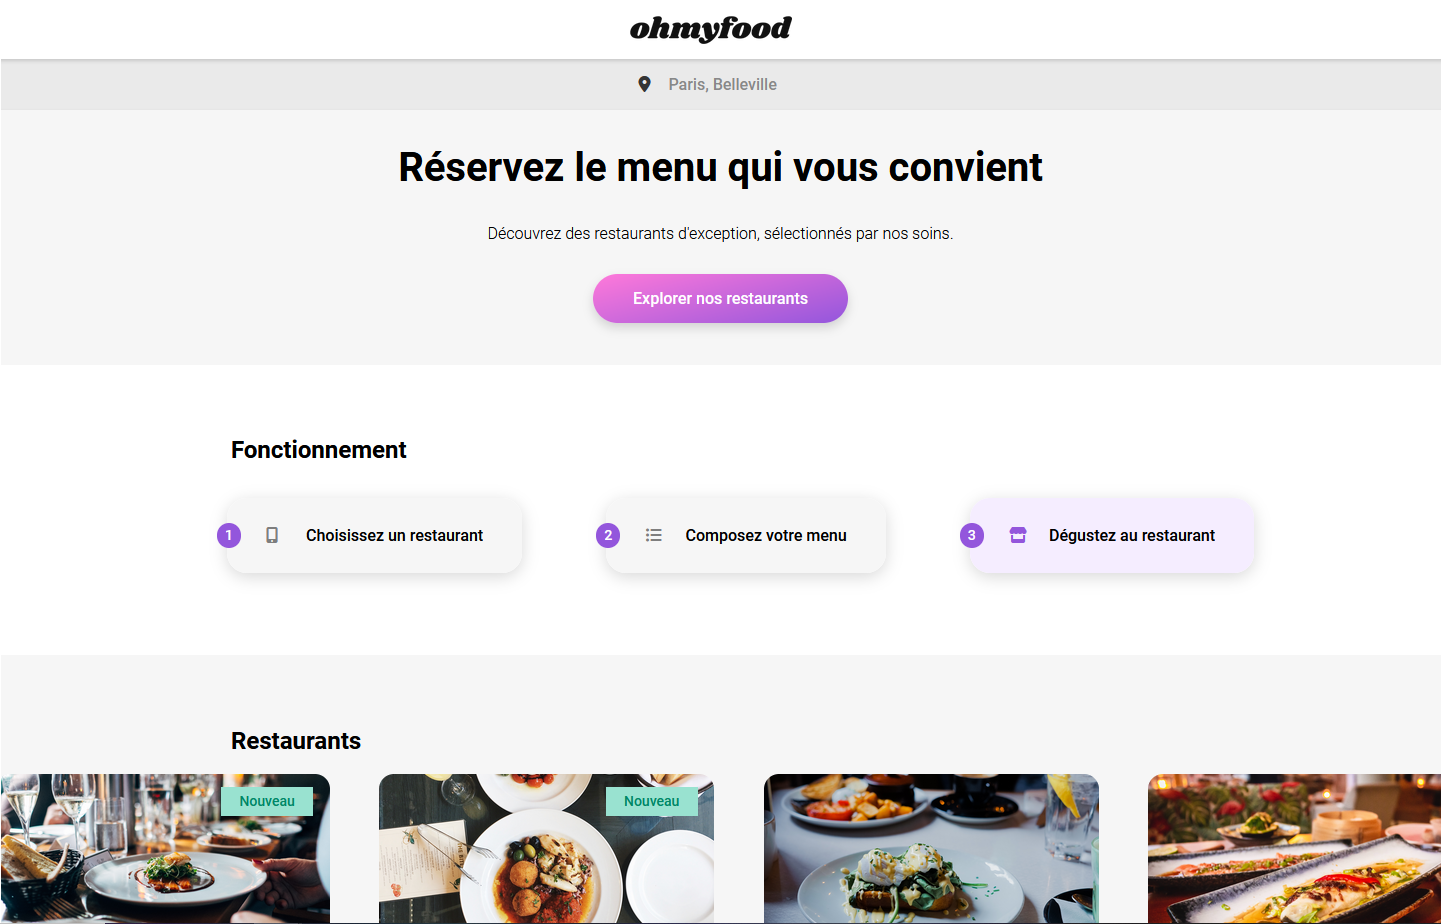 ohmyfood
Paris, Belleville
Réservez le menu qui vous convient
Découvrez des restaurants d'exception, sélectionnés par nos soins.
Explorer nos restaurants
Fonctionnement
1 Choisissez un restaurant
2 Composez votre menu
3 Dégustez au restaurant
Restaurants
Nouveau
Nouveau